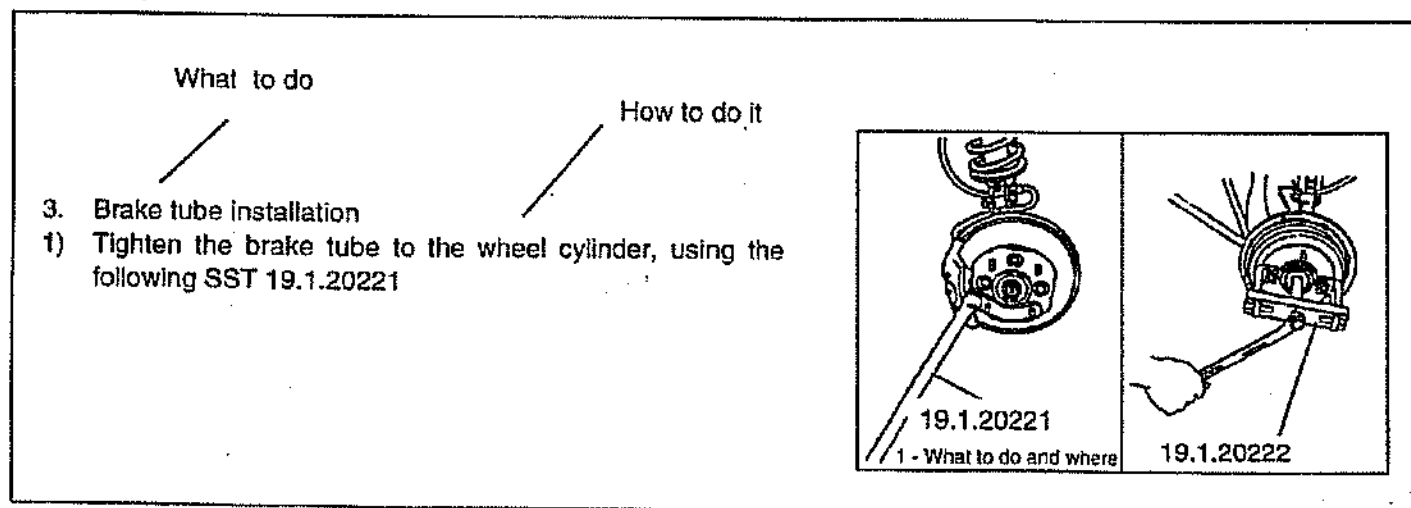 What to do
How to do it
3. Brake tube installation
1) Tighten the brake tube to the wheel cylinder, using the
following SST 19.1.20221
19.1.20221
1 - What to do and where
19.1.20222